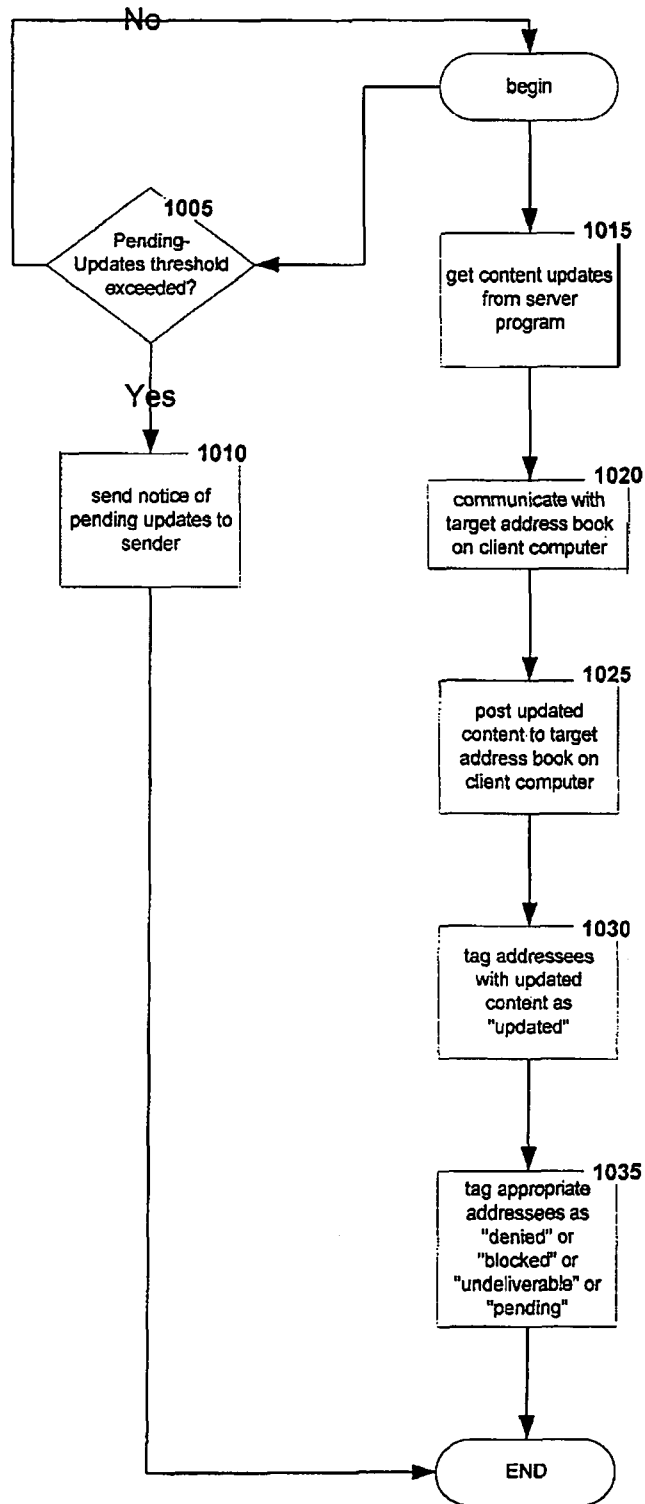 No
begin
1005
Pending-
Updates threshold
exceeded?
Yes
1010
send notice of
pending updates to
sender
1015
get content updates
from server
program
1020
communicate with
target address book
on client computer
1025
post updated
content to target
address book on
client computer
1030
tag addressees
with updated
content as
"updated"
1035
tag appropriate
addressees as
"denied" or
"blocked" or
"undeliverable" or
"pending"
END